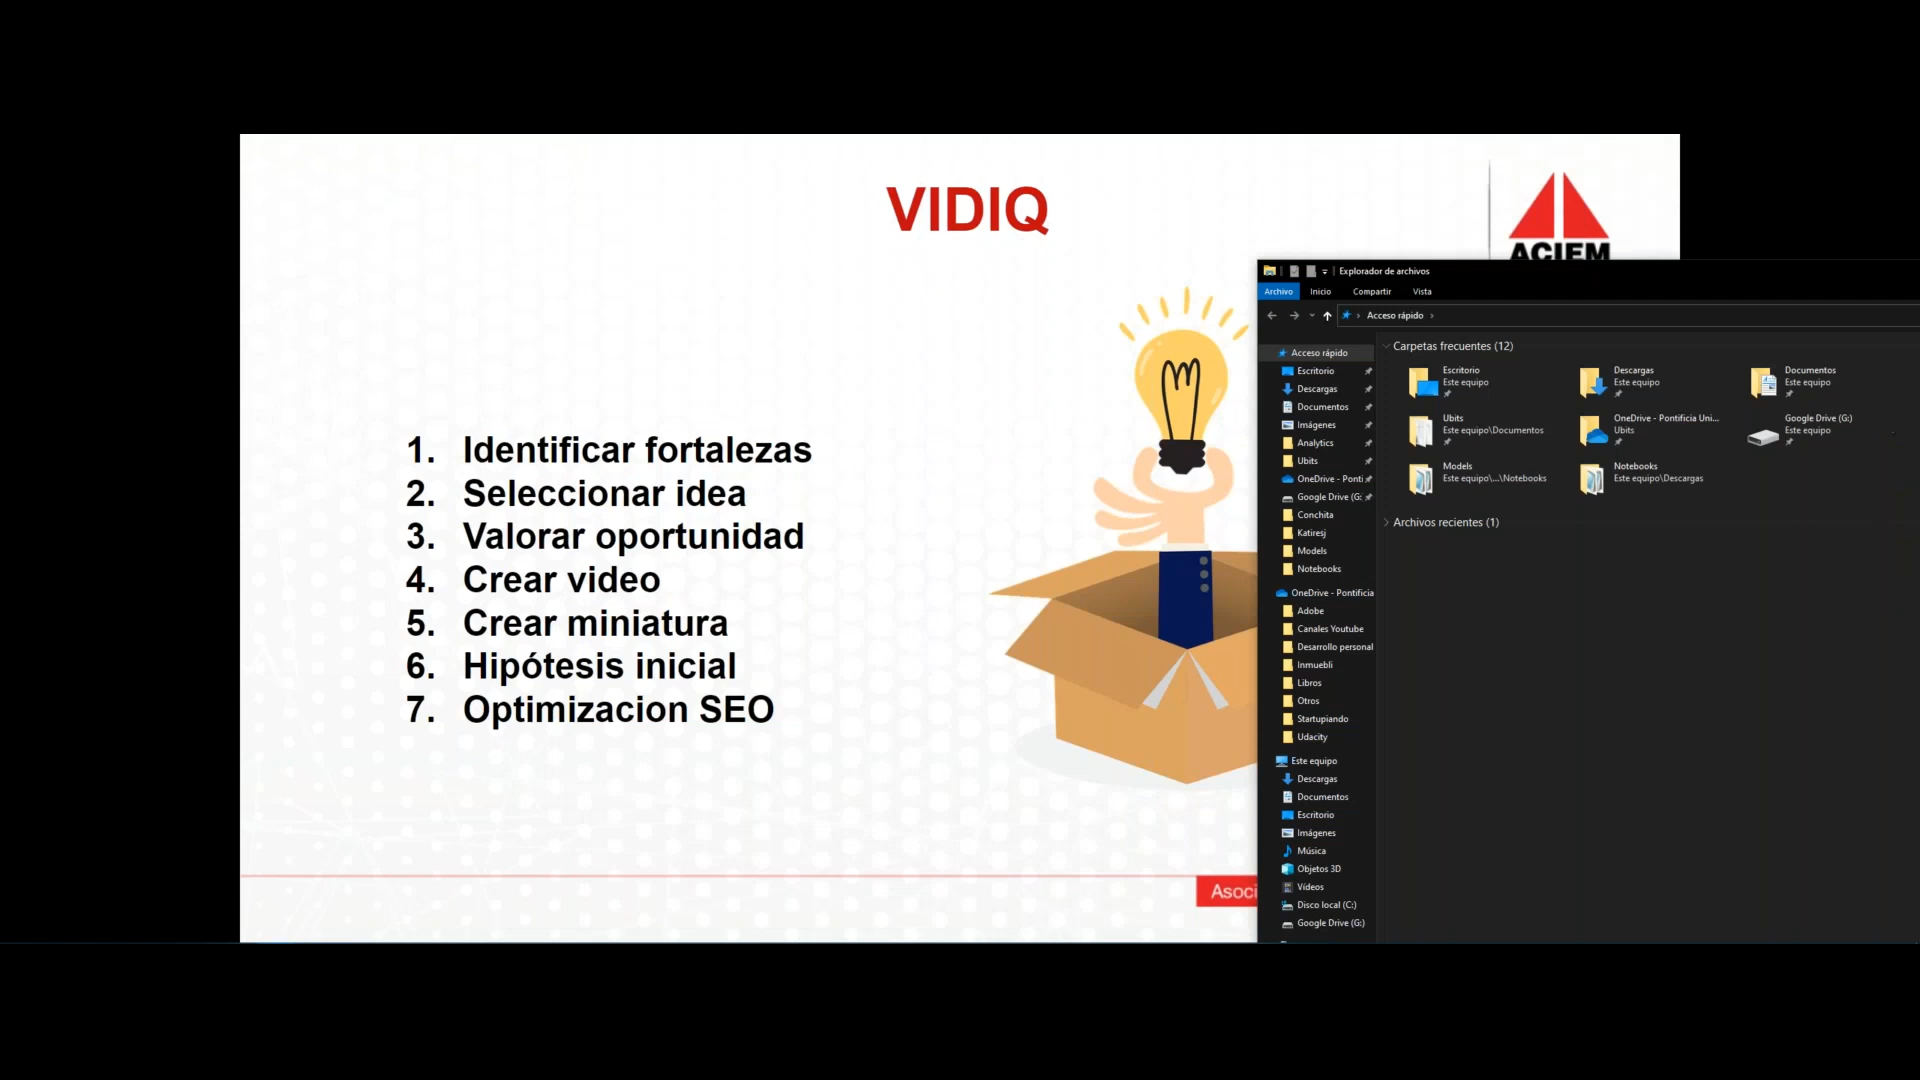 VIDIQ
ACIEM
1. Identificar fortalezas
2. Seleccionar idea
3. Valorar oportunidad
4. Crear video
5. Crear miniatura
6. Hipótesis inicial
7. Optimizacion SEO
Asoci
Explorador de archivos
Archivo Inicio Compartir Vista
Acceso rápido
Acceso rápido
Escritorio
Descargas
Documentos
Imágenes
Analytics
Ubits
OneDrive - Ponti
Google Drive (G:
Conchita
Katiresj
Models
Notebooks
OneDrive - Pontificia
Adobe
Canales Youtube
Desarrollo personal
Inmuebli
Libros
Otros
Startupiando
Udacity
Este equipo
Descargas
Documentos
Escritorio
Imágenes
Música
Objetos 3D
Vídeos
Disco local (C:)
Google Drive (G:)
Carpetas frecuentes (12)
Escritorio
Este equipo
Descargas
Este equipo
Documentos
Este equipo
Ubits
Este equipo\Documentos
OneDrive - Pontificia Uni...
Ubits
Google Drive (G:)
Este equipo
Models
Este equipo\...\Notebooks
Notebooks
Este equipo\Descargas
Archivos recientes (1)